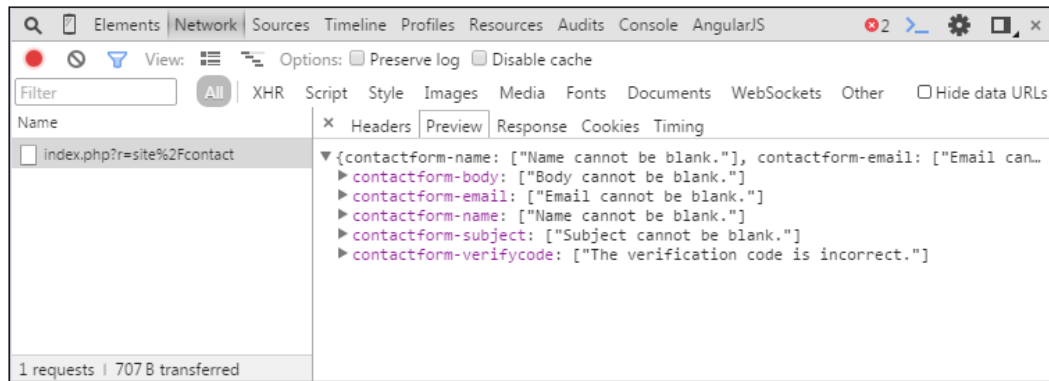 Elements Network Sources Timeline Profiles Resources Audits Console AngularJS 2
View: Options: Preserve log Disable cache
Filter All XHR Script Style Images Media Fonts Documents WebSockets Other Hide data URLs
Name × Headers Preview Response Cookies Timing
index.php?r=site%2Fcontact
▼{contactform-name: ["Name cannot be blank."], contactform-email: ["Email can…
▶contactform-body: ["Body cannot be blank."]
▶contactform-email: ["Email cannot be blank."]
▶contactform-name: ["Name cannot be blank."]
▶contactform-subject: ["Subject cannot be blank."]
▶contactform-verifycode: ["The verification code is incorrect."]
1 requests | 707 B transferred